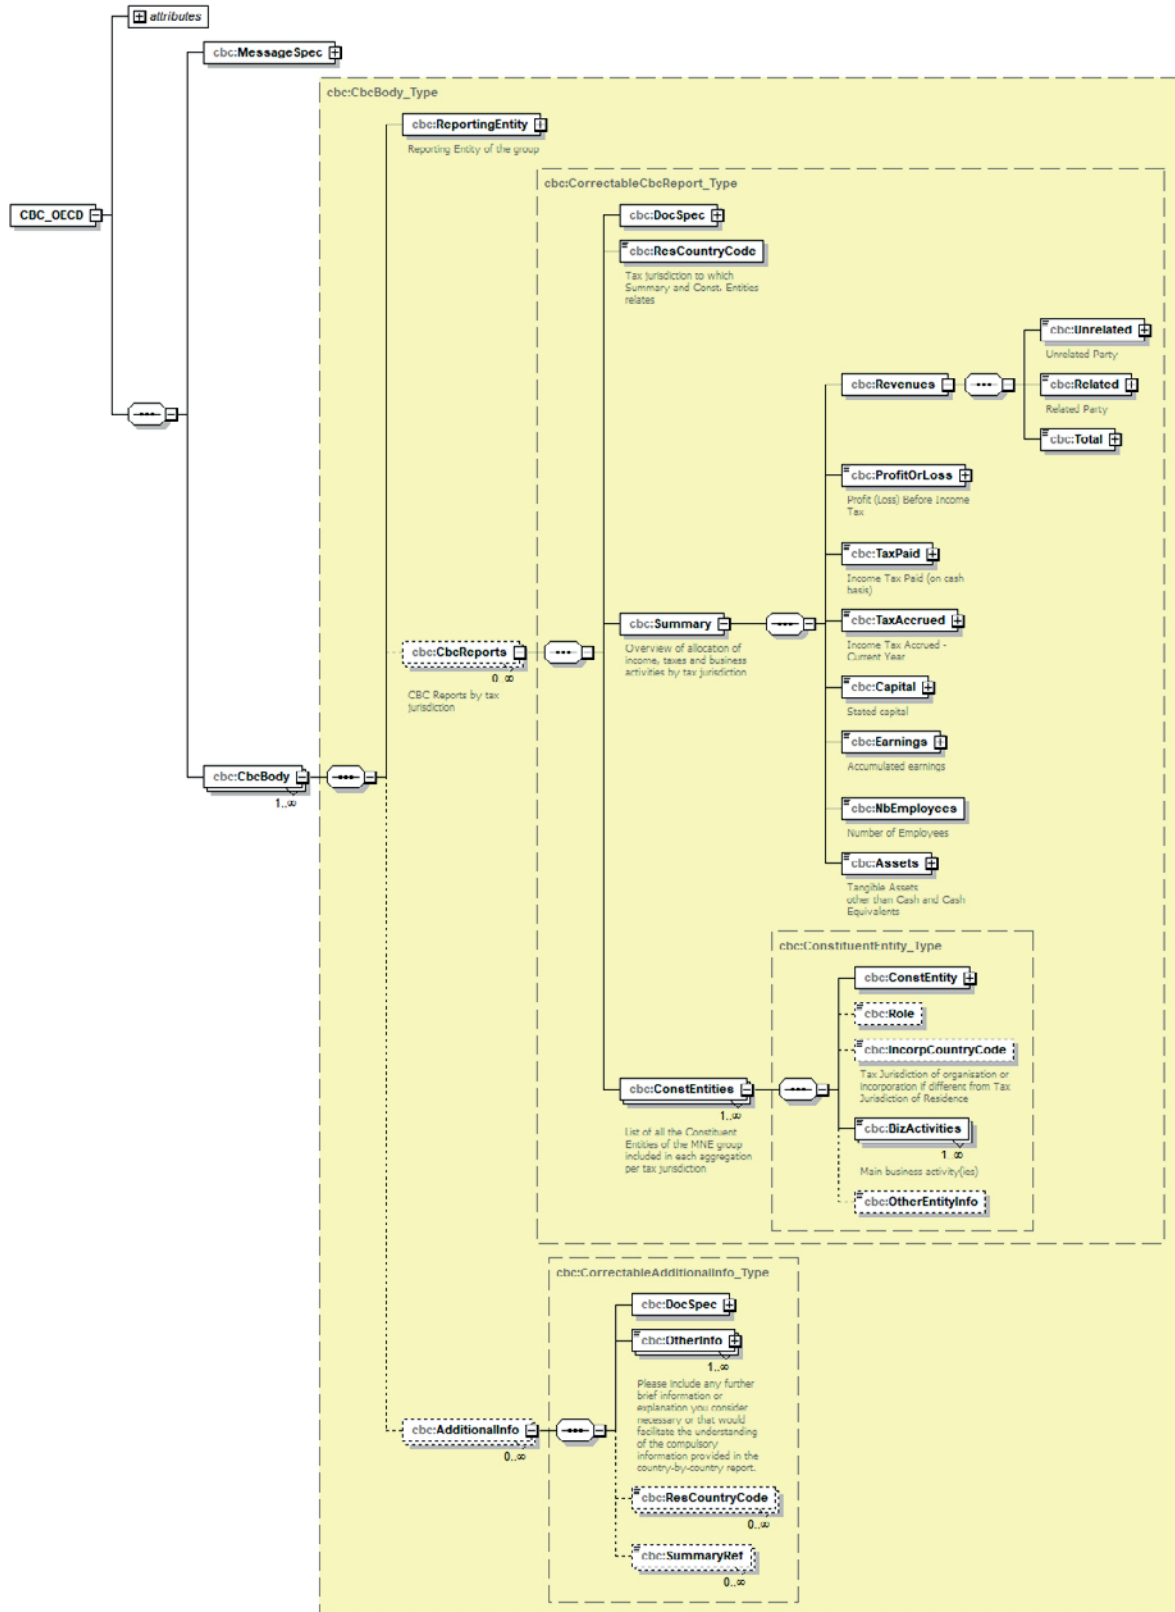 attributes
cbc:MessageSpec
cbc:CbcBody_Type
cbc:ReportingEntity
Reporting Entity of the group
cbc:CorrectableCbcReport_Type
CBC_OECD
cbc:DocSpec
cbc:ResCountryCode
Tax jurisdiction to which
Summary and Const. Entities
relates
cbc:Unrelated
Unrelated Party
cbc:Revenues
cbc:Related
Related Party
cbc:Total
cbc:ProfitOrLoss
Profit (Loss) Before Income
Tax
cbc:TaxPaid
Income Tax Paid (on cash
basis)
cbc:Summary
Overview of allocation of
income, taxes and business
activities by tax jurisdiction
cbc:TaxAccrued
Income Tax Accrued -
Current Year
cbc:CbcReports
0..∞
CBC Reports by tax
jurisdiction
cbc:Capital
Stated capital
cbc:Earnings
Accumulated earnings
cbc:CbcBody
1..∞
cbc:NbEmployees
Number of Employees
cbc:Assets
Tangible Assets
other than Cash and Cash
Equivalents
cbc:ConstituentEntity_Type
cbc:ConstEntity
cbc:Role
cbc:IncorpCountryCode
Tax Jurisdiction of organisation or
Incorporation if different from Tax
Jurisdiction of Residence
cbc:ConstEntities
1..∞
List of all the Constituent
Entities of the MNE group
included in each aggregation
per tax jurisdiction
cbc:BizActivities
1..∞
Main business activity(ies)
cbc:OtherEntityInfo
cbc:CorrectableAdditionalInfo_Type
cbc:DocSpec
cbc:OtherInfo
1..∞
Please include any further
brief information or
explanation you consider
necessary or that would
facilitate the understanding
of the compulsory
information provided in the
country-by-country report.
cbc:AdditionalInfo
0..∞
cbc:ResCountryCode
0..∞
cbc:SummaryRef
0..∞